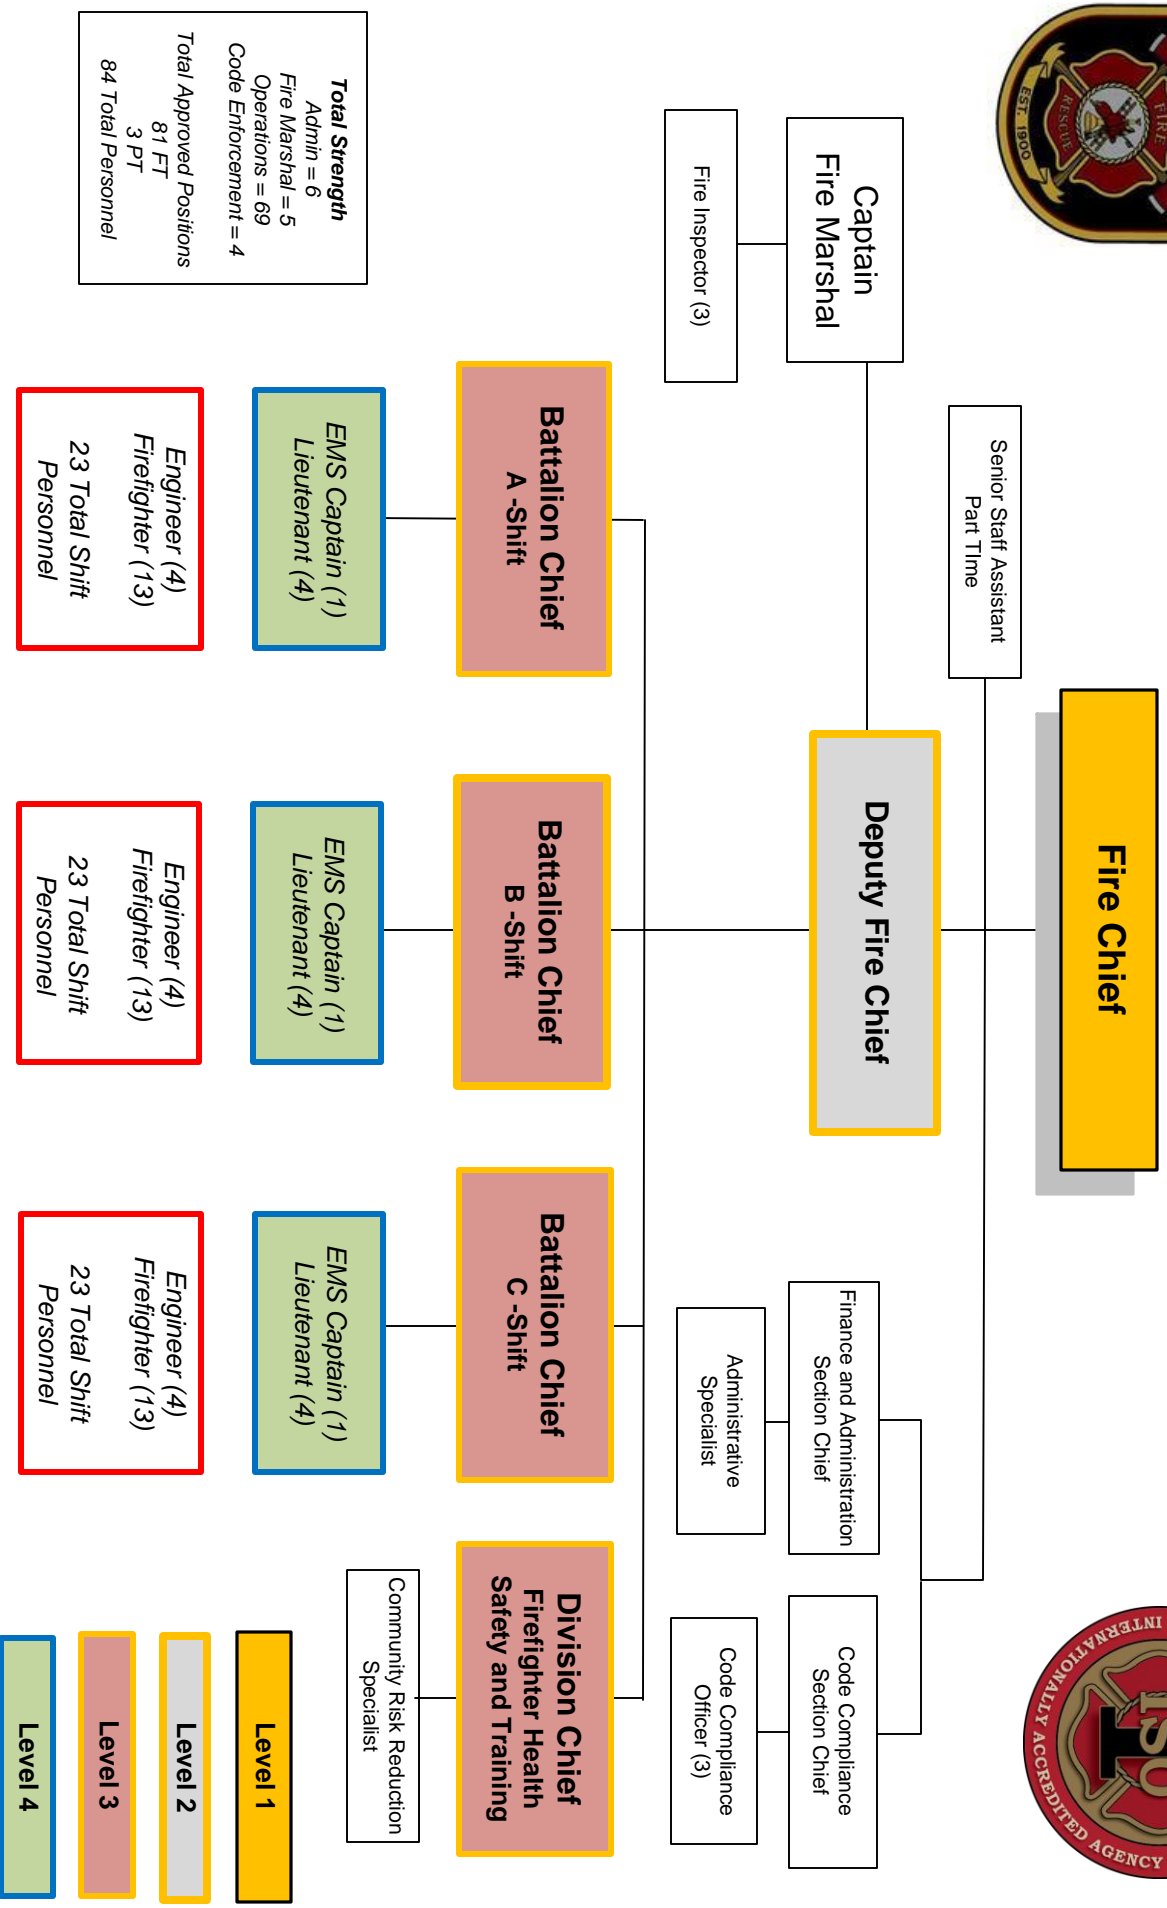 FIRE
RESCUE
EST. 1900
INTERNATIONALLY ACCREDITED AGENCY
ISO
1
Fire Chief
Senior Staff Assistant
Part TIme
Deputy Fire Chief
Captain
Fire Marshal
Fire Inspector (3)
Finance and Administration
Section Chief
Administrative
Specialist
Code Compliance
Section Chief
Code Compliance
Officer (3)
Battalion Chief
A -Shift
Battalion Chief
B -Shift
Battalion Chief
C -Shift
Division Chief
Firefighter Health
Safety and Training
Community Risk Reduction
Specialist
EMS Captain (1)
Lieutenant (4)
EMS Captain (1)
Lieutenant (4)
EMS Captain (1)
Lieutenant (4)
Engineer (4)
Firefighter (13)
23 Total Shift
Personnel
Engineer (4)
Firefighter (13)
23 Total Shift
Personnel
Engineer (4)
Firefighter (13)
23 Total Shift
Personnel
Total Strength
Admin = 6
Fire Marshal = 5
Operations = 69
Code Enforcement = 4
Total Approved Positions
81 FT
3 PT
84 Total Personnel
Level 1
Level 2
Level 3
Level 4